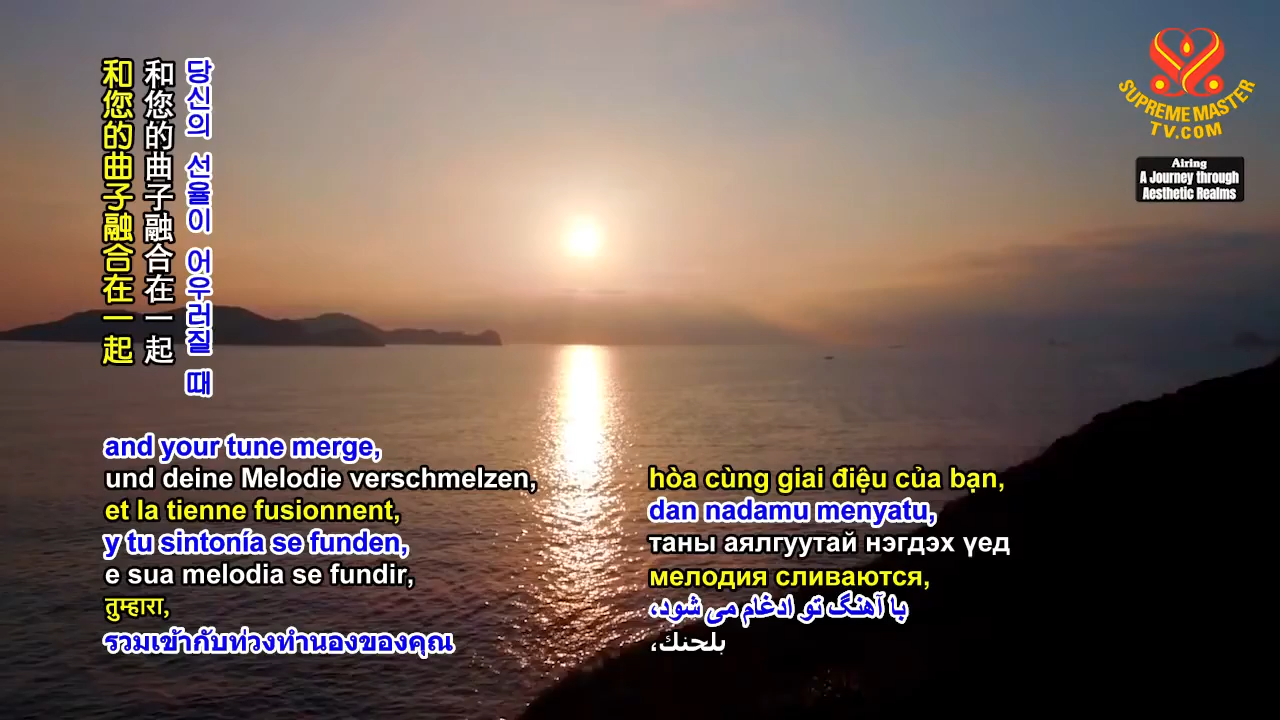 和您的曲子融合在一起
和您的曲子融合在一起
당신의 선율이 어우러질 때
SUPREME MASTER
TV.COM
Airing
A Journey through
Aesthetic Realms
and your tune merge,
und deine Melodie verschmelzen,
et la tienne fusionnent,
y tu sintonía se funden,
e sua melodia se fundir,
तुम्हारा,
รวมเข้ากับท่วงทำนองของคุณ
hòa cùng giai điệu của bạn,
dan nadamu menyatu,
таны аялгуутай нэгдэх үед
мелодия сливаются,
با آهنگ تو ادغام می شود،
بلحنك،